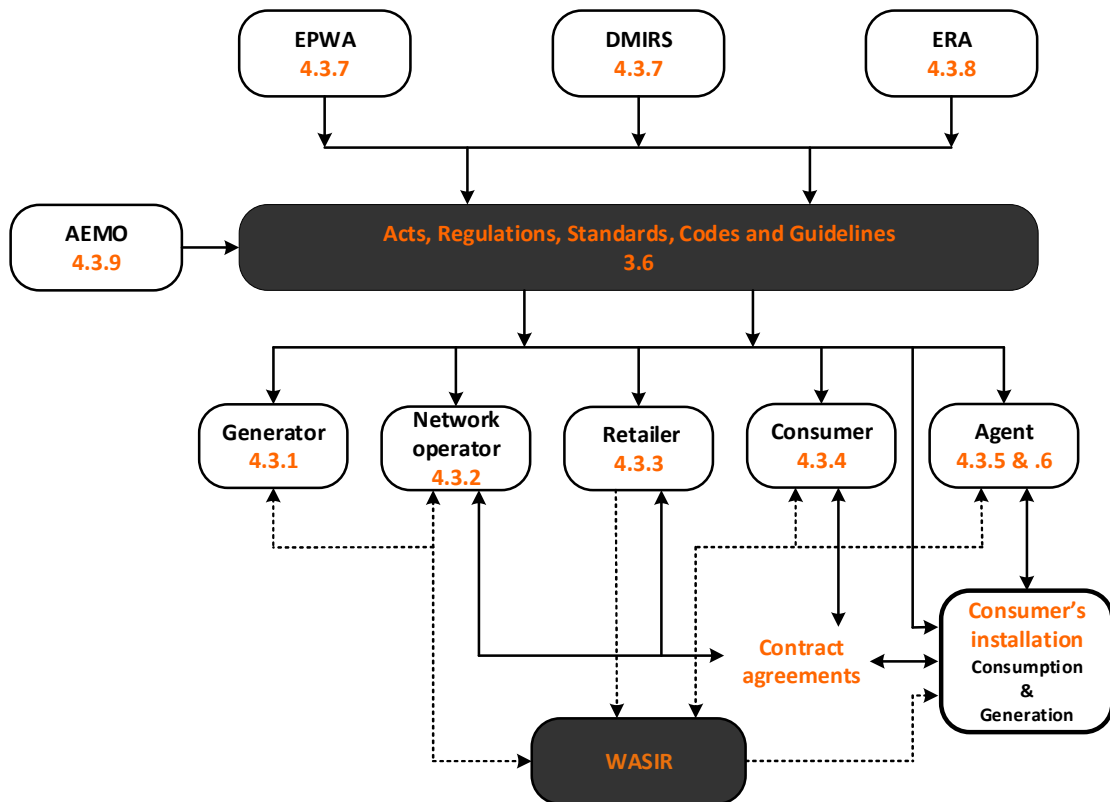 EPWA
4.3.7
DMIRS
4.3.7
ERA
4.3.8
AEMO
4.3.9
Acts, Regulations, Standards, Codes and Guidelines
3.6
Generator
4.3.1
Network
operator
4.3.2
Retailer
4.3.3
Consumer
4.3.4
Agent
4.3.5 & .6
Contract
agreements
Consumer’s
installation
Consumption
&
Generation
WASIR